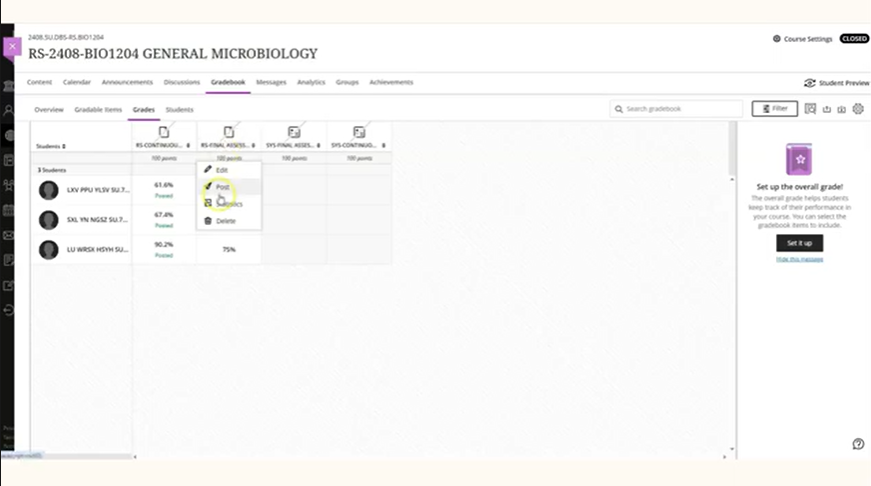 2408.SU.DBS-RS.BIO1204
RS-2408-BIO1204 GENERAL MICROBIOLOGY
Course Settings
CLOSED
Content Calendar Announcements Discussions Gradebook Messages Analytics Groups Achievements
Student Preview
Overview Gradable Items Grades Students
Search gradebook
Filter
Students
RS-CONTINUOU... RS-FINAL ASSESS... SYS-FINAL ASSES... SYS-CONTINUO...
100 points 100 points 100 points 100 points
3 Students
Edit
Post
Statistics
Delete
LXV PPU YLSV SU.7...
61.6%
Posted
SXL YN NGSZ SU.7...
67.4%
Posted
LU WRSX HSYH SU...
90.2%
Posted
75%
Set up the overall grade!
The overall grade helps students
keep track of their performance in
your course. You can select the
gradebook items to include.
Set it up
Hide this message